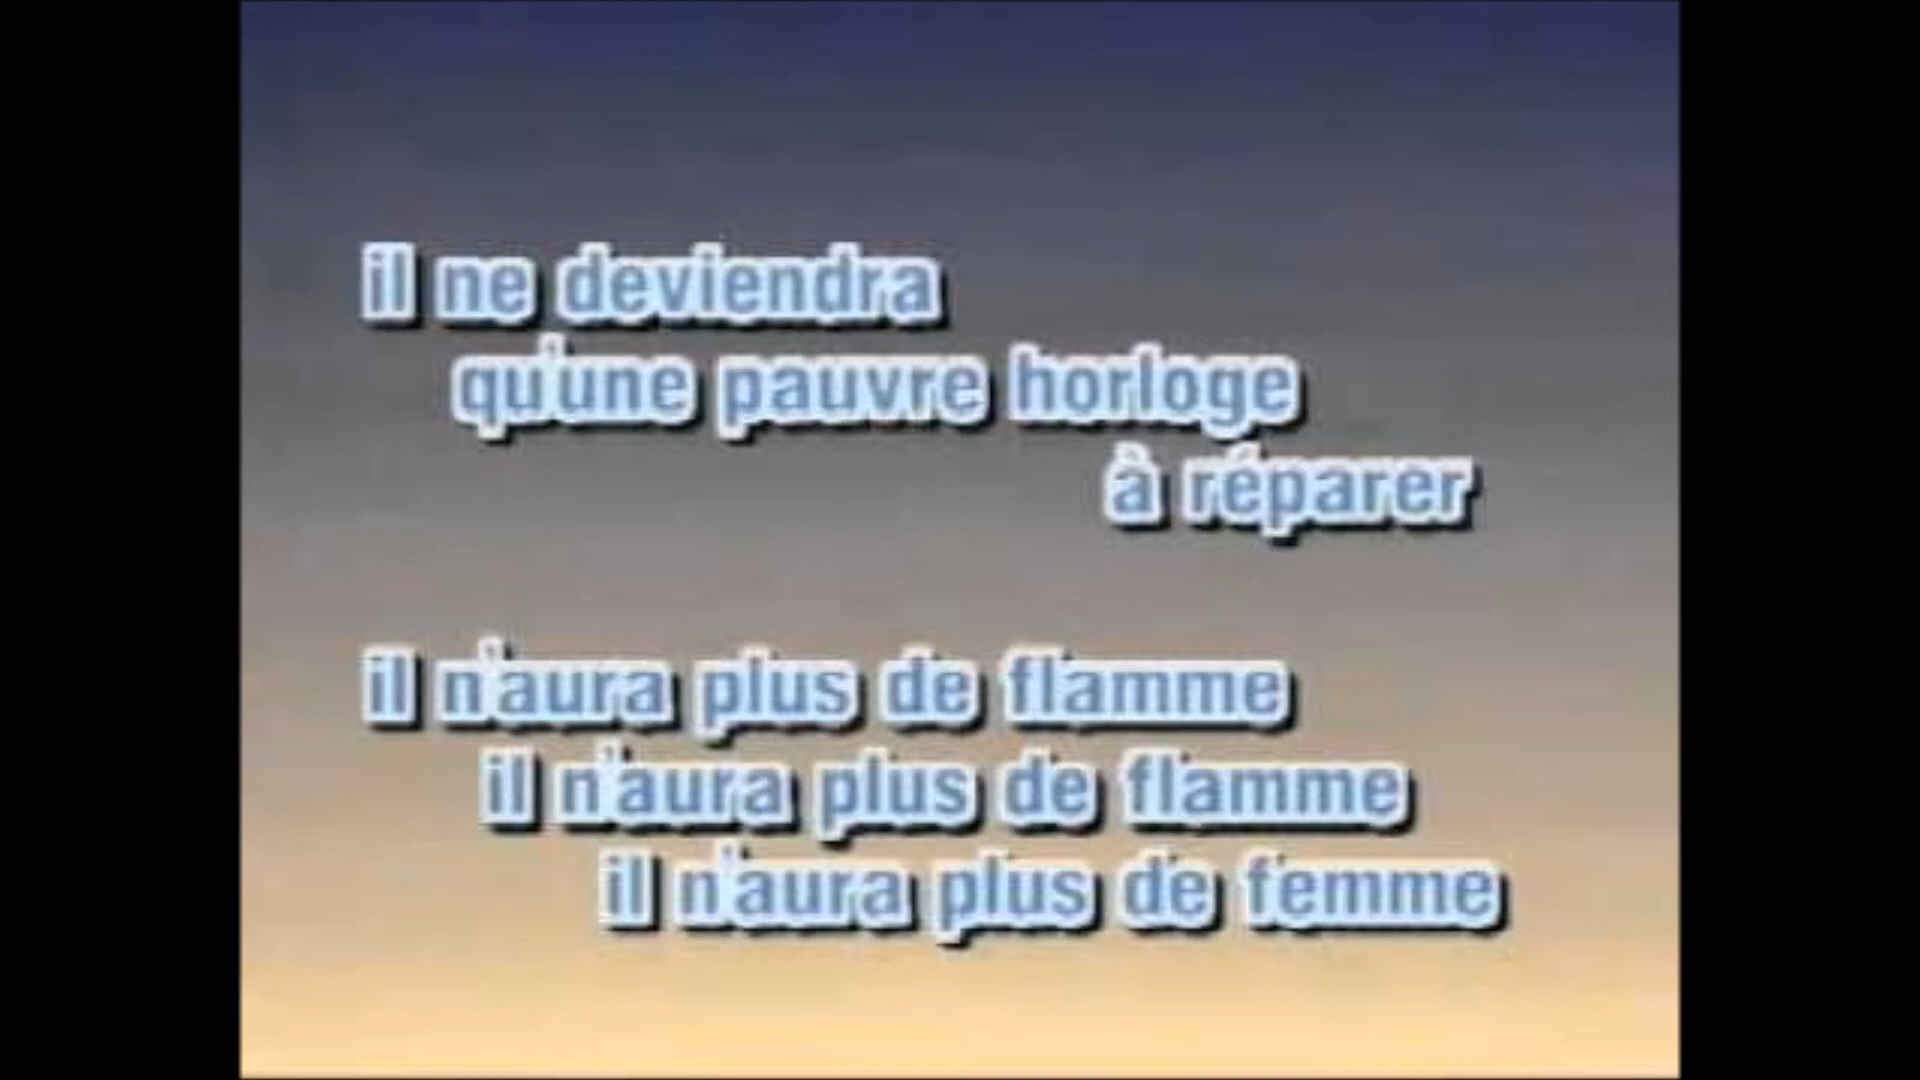 il ne deviendra
qu'une pauvre horloge
à réparer
il n'aura plus de flamme
il n'aura plus de flamme
il n'aura plus de femme